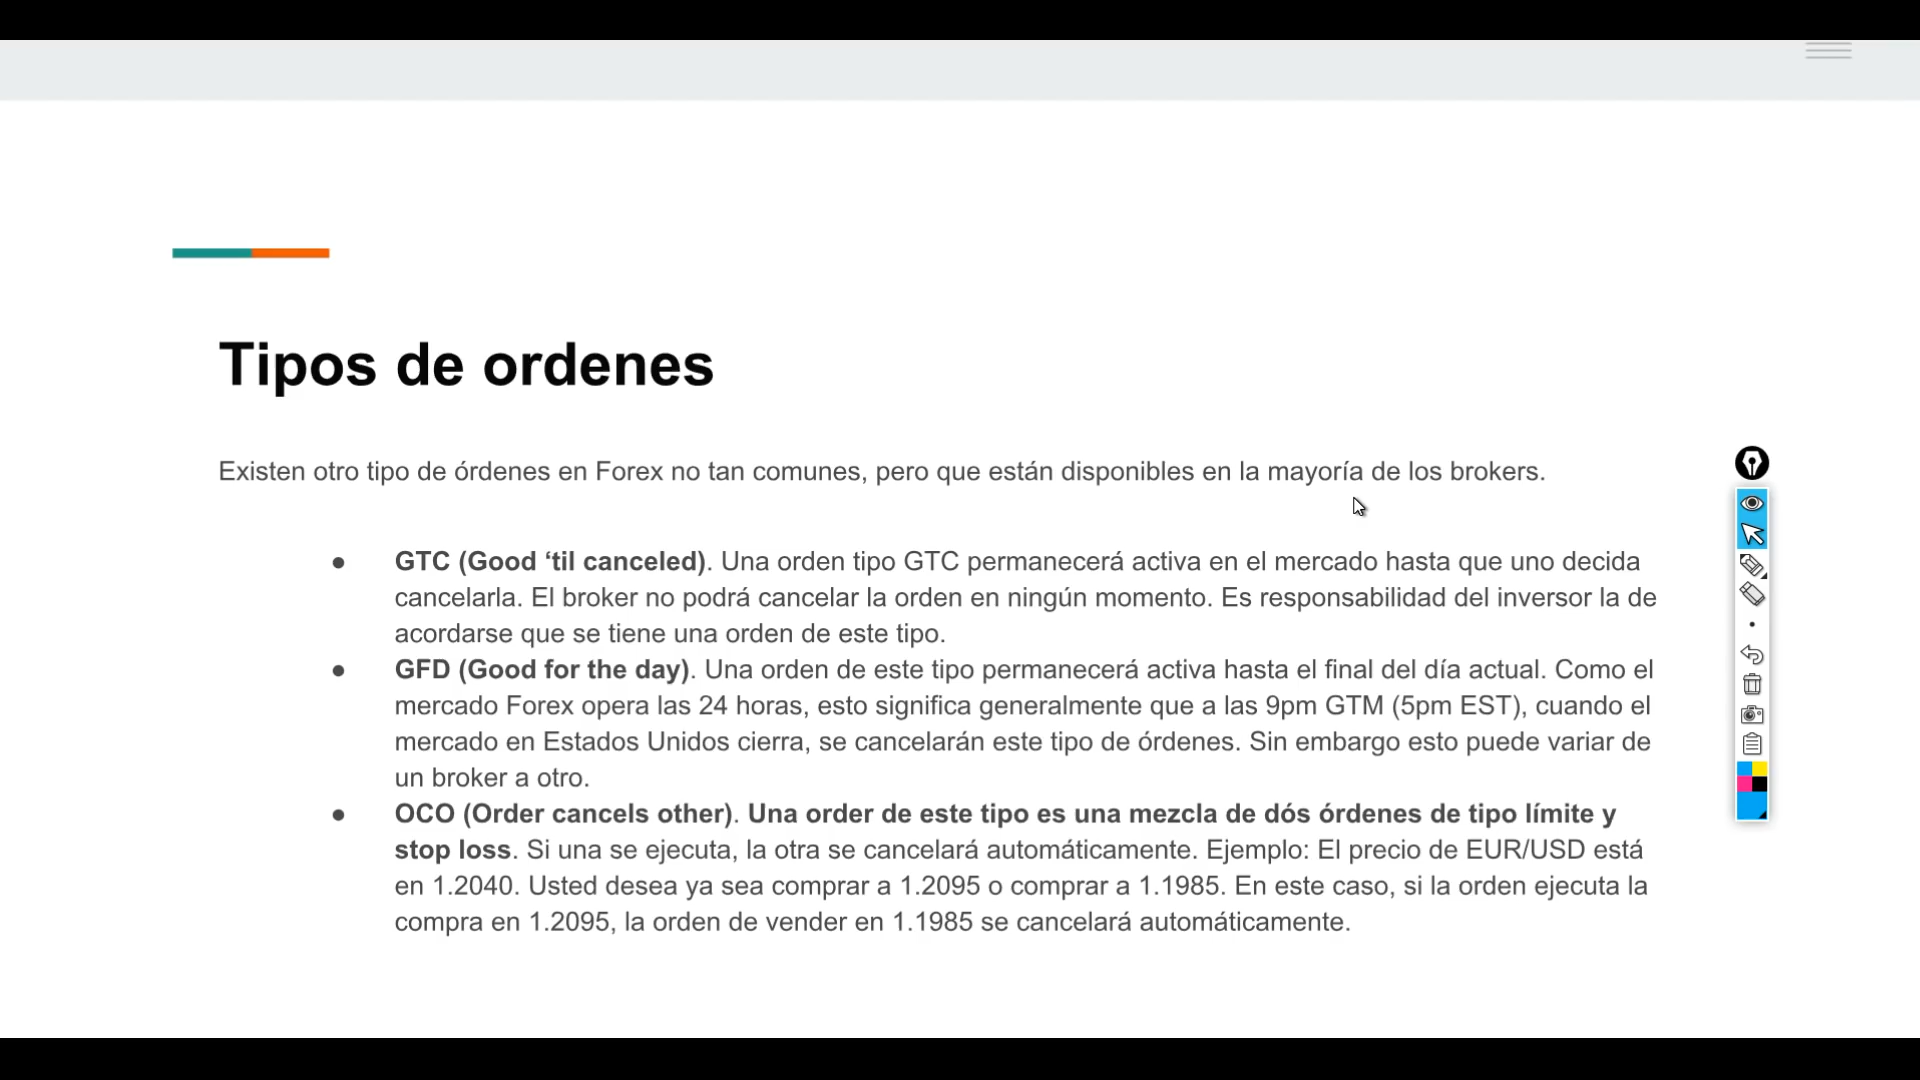 Tipos de ordenes
Existen otro tipo de órdenes en Forex no tan comunes, pero que están disponibles en la mayoría de los brokers.
● GTC (Good ‘til canceled). Una orden tipo GTC permanecerá activa en el mercado hasta que uno decida
cancelarla. El broker no podrá cancelar la orden en ningún momento. Es responsabilidad del inversor la de
acordarse que se tiene una orden de este tipo.
● GFD (Good for the day). Una orden de este tipo permanecerá activa hasta el final del día actual. Como el
mercado Forex opera las 24 horas, esto significa generalmente que a las 9pm GTM (5pm EST), cuando el
mercado en Estados Unidos cierra, se cancelarán este tipo de órdenes. Sin embargo esto puede variar de
un broker a otro.
● OCO (Order cancels other). Una order de este tipo es una mezcla de dós órdenes de tipo límite y
stop loss. Si una se ejecuta, la otra se cancelará automáticamente. Ejemplo: El precio de EUR/USD está
en 1.2040. Usted desea ya sea comprar a 1.2095 o comprar a 1.1985. En este caso, si la orden ejecuta la
compra en 1.2095, la orden de vender en 1.1985 se cancelará automáticamente.